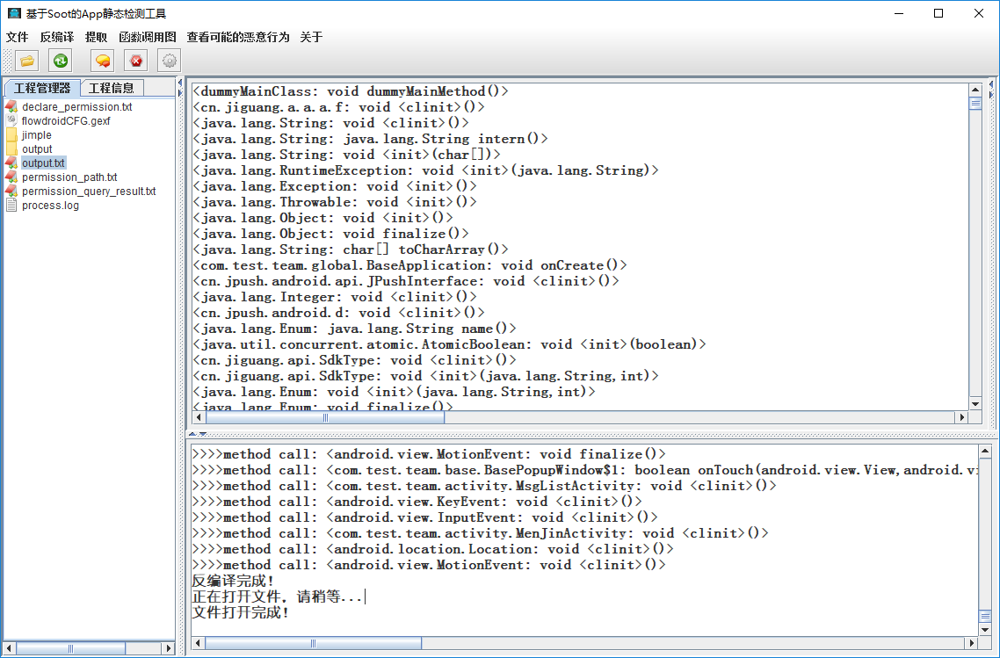 基于Soot的App静态检测工具
文件 反编译 提取 函数调用图 查看可能的恶意行为 关于
工程管理器 工程信息
declare_permission.txt
flowdroidCFG.gexf
jimple
output
output.txt
permission_path.txt
permission_query_result.txt
process.log
<dummyMainClass: void dummyMainMethod()>
<cn.jiguang.a.a.a.f: void <clinit>()>
<java.lang.String: void <clinit>()>
<java.lang.String: java.lang.String intern()>
<java.lang.String: void <init>(char[])>
<java.lang.RuntimeException: void <init>(java.lang.String)>
<java.lang.Exception: void <init>()>
<java.lang.Throwable: void <init>()>
<java.lang.Object: void <init>()>
<java.lang.Object: void finalize()>
<java.lang.String: char[] toCharArray()>
<com.test.team.global.BaseApplication: void onCreate()>
<cn.jpush.android.api.JPushInterface: void <clinit>()>
<java.lang.Integer: void <clinit>()>
<cn.jpush.android.d: void <clinit>()>
<java.lang.Enum: java.lang.String name()>
<java.util.concurrent.atomic.AtomicBoolean: void <init>(boolean)>
<cn.jiguang.api.SdkType: void <clinit>()>
<cn.jiguang.api.SdkType: void <init>(java.lang.String,int)>
<java.lang.Enum: void <init>(java.lang.String,int)>
<java.lang.Enum: void finalize()>
>>>>method call: <android.view.MotionEvent: void finalize()>
>>>>method call: <com.test.team.base.BasePopupWindow$1: boolean onTouch(android.view.View,android.vi
>>>>method call: <com.test.team.activity.MsgListActivity: void <clinit>()>
>>>>method call: <android.view.KeyEvent: void <clinit>()>
>>>>method call: <android.view.InputEvent: void <clinit>()>
>>>>method call: <com.test.team.activity.MenJinActivity: void <clinit>()>
>>>>method call: <android.location.Location: void <clinit>()>
>>>>method call: <android.view.MotionEvent: void <clinit>()>
反编译完成!
正在打开文件，请稍等...
文件打开完成!